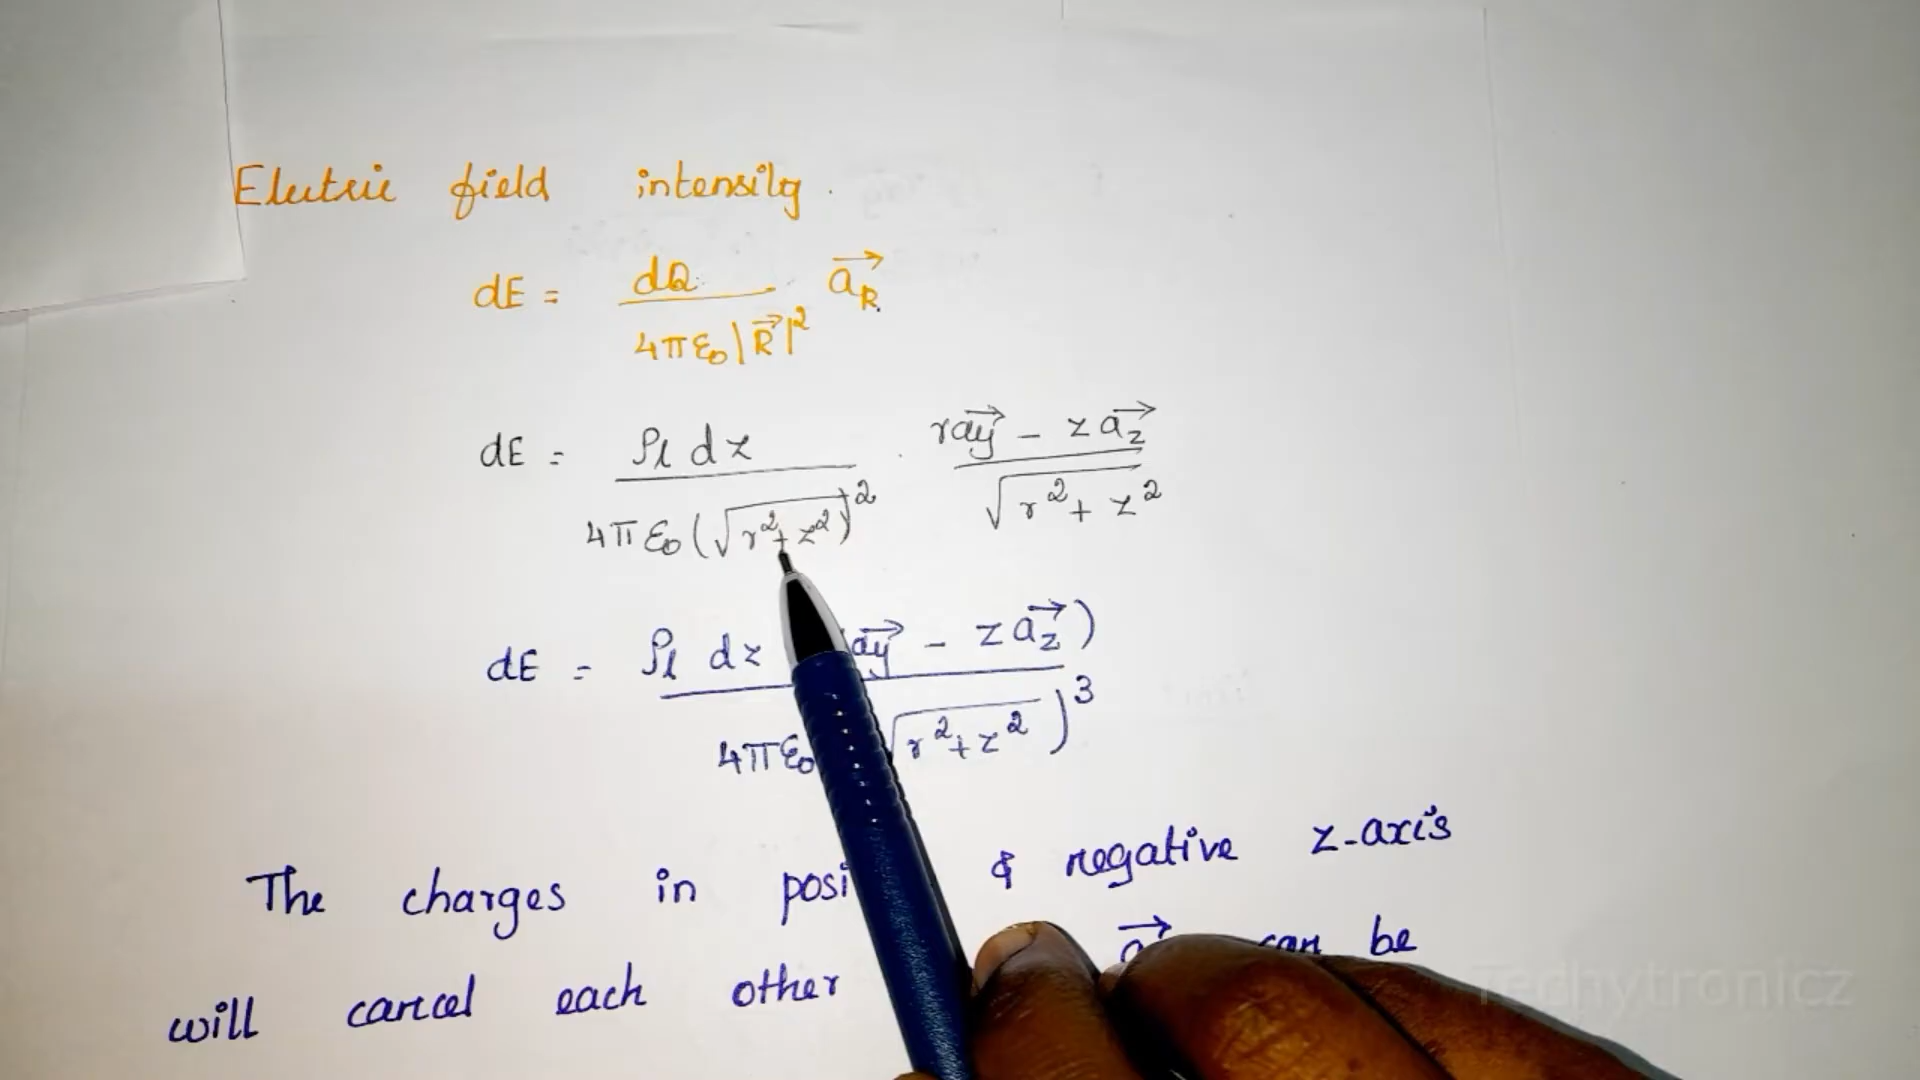 Electric field intensity.
dE = dQ / 4πε₀|R⃗|² a⃗R.
dE = ρl dz / 4πε₀(√r²+z²)² . ra⃗y − za⃗z / √r²+z²
dE = ρl dz a⃗y − za⃗z) / 4πε₀ √r²+z²)³
The charges in & negative z-axis
will cancel each other can be
Techytronicz